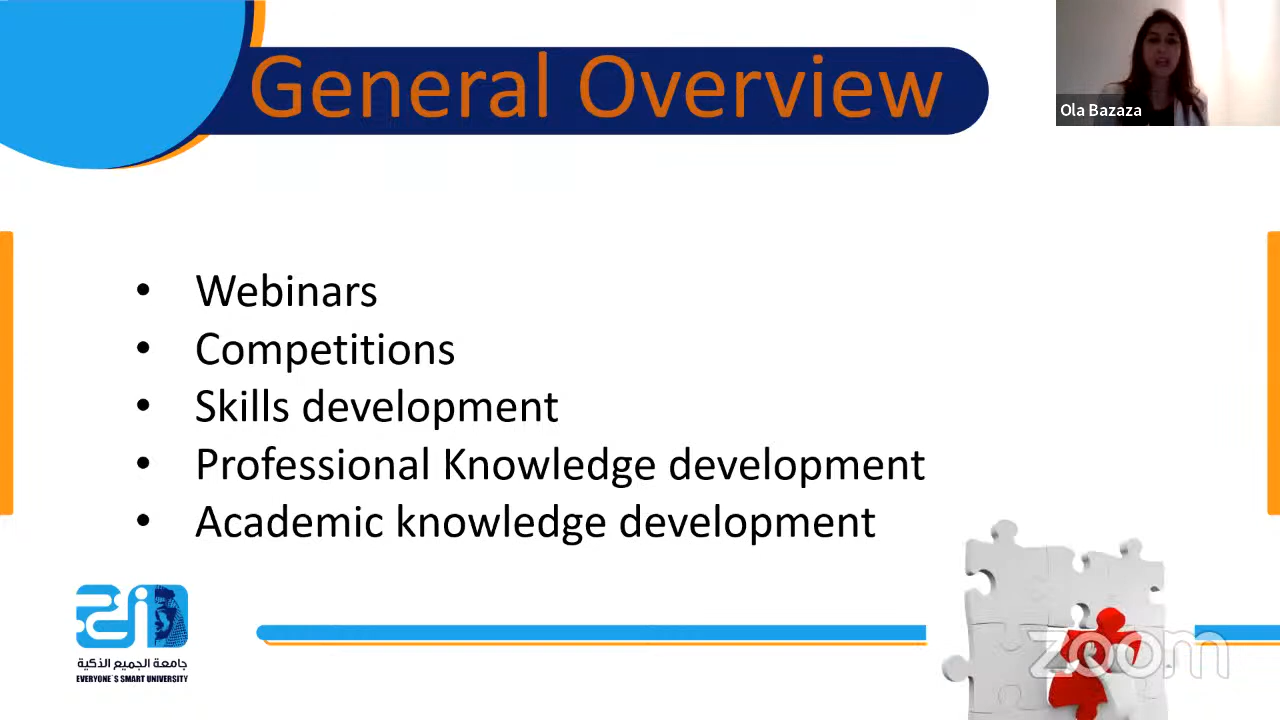 General Overview
Ola Bazaza
• Webinars
• Competitions
• Skills development
• Professional Knowledge development
• Academic knowledge development
جامعة الجميع الذكية
EVERYONE`S SMART UNIVERSITY
zoom